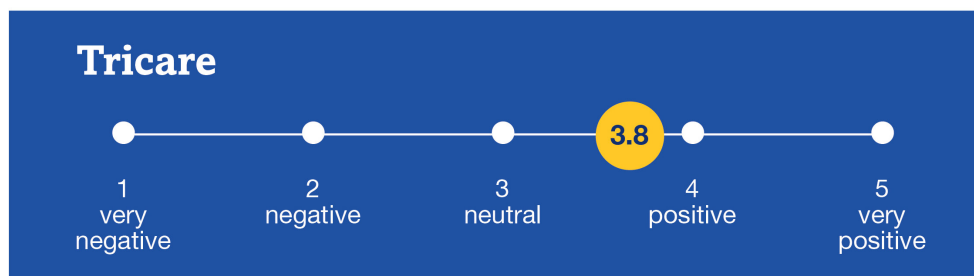 Tricare
3.8
1 2 3 4 5
very negative neutral positive very
negative positive